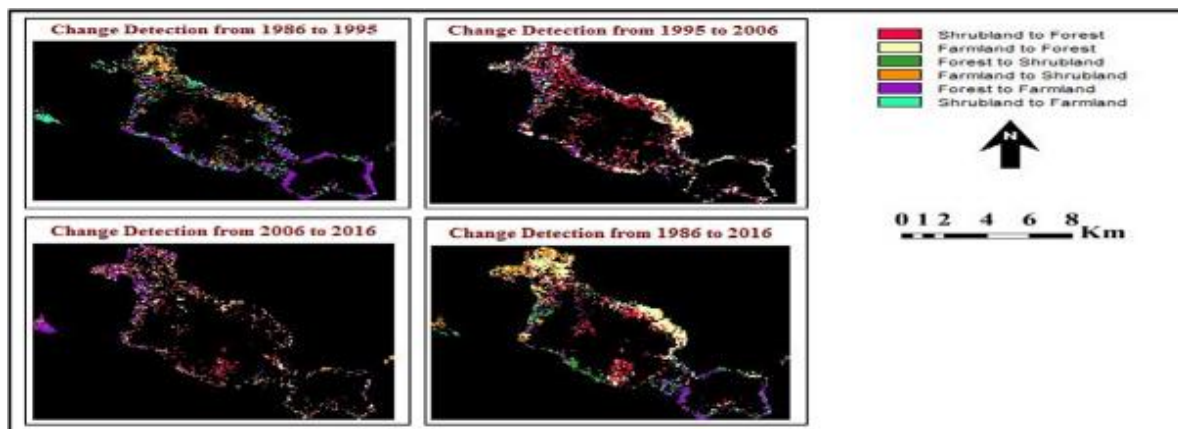 Change Detection from 1986 to 1995
Change Detection from 1995 to 2006
Change Detection from 2006 to 2016
Change Detection from 1986 to 2016
Shrubland to Forest
Farmland to Forest
Forest to Shrubland
Farmland to Shrubland
Forest to Farmland
Shrubland to Farmland
N
0 1 2 4 6 8
Km